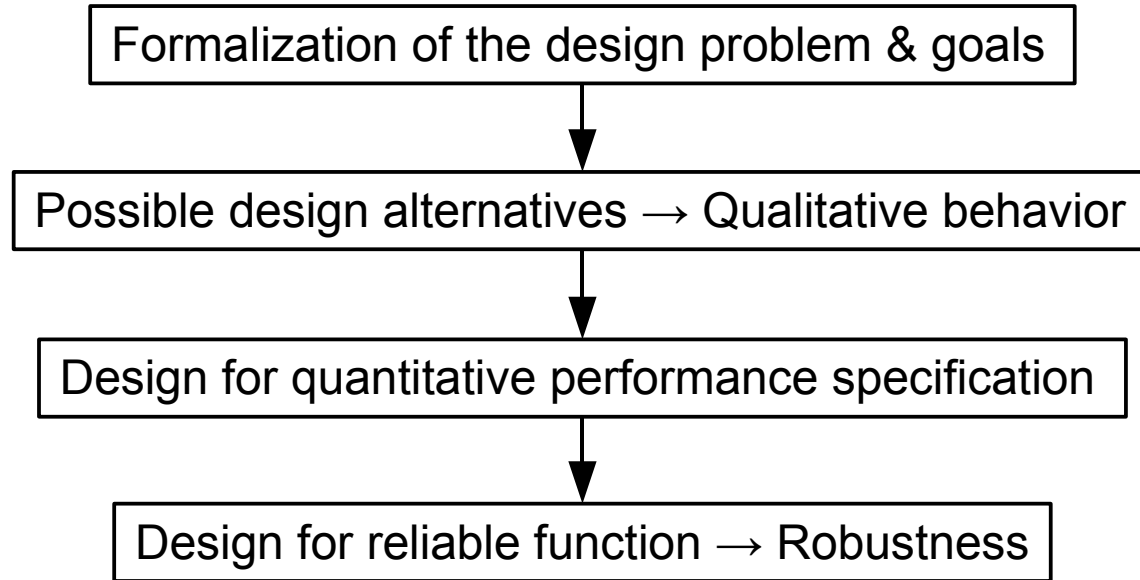 Formalization of the design problem & goals
Possible design alternatives → Qualitative behavior
Design for quantitative performance specification
Design for reliable function → Robustness